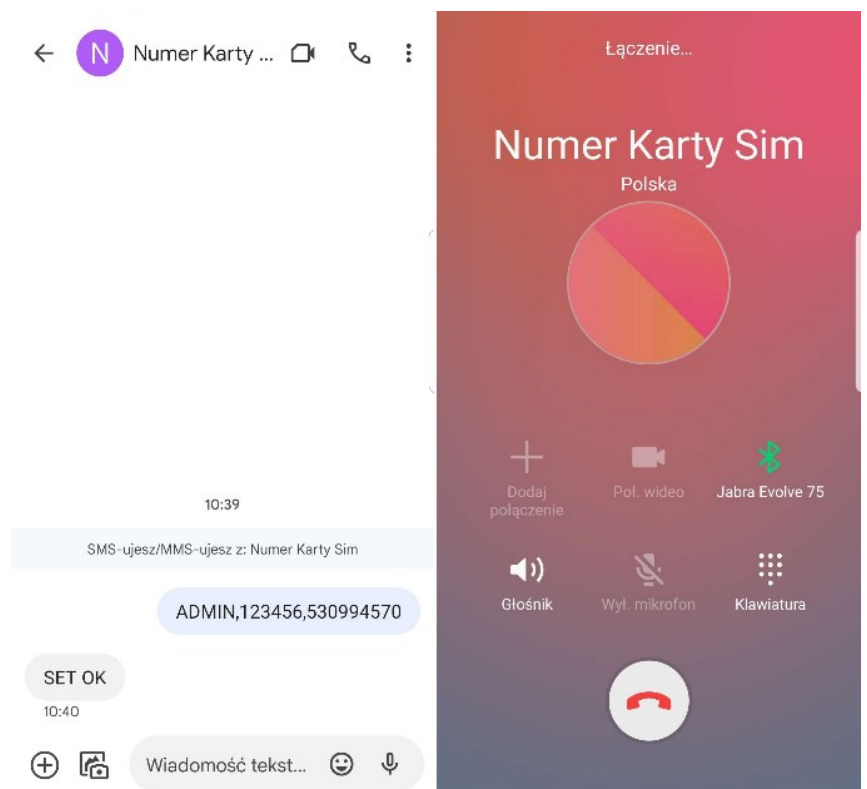 N
Numer Karty ...
10:39
SMS-ujesz/MMS-ujesz z: Numer Karty Sim
ADMIN,123456,530994570
SET OK
10:40
Wiadomość tekst...
Łączenie...
Numer Karty Sim
Polska
Dodaj
połączenie
Poł. wideo
Jabra Evolve 75
Głośnik
Wył. mikrofon
Klawiatura